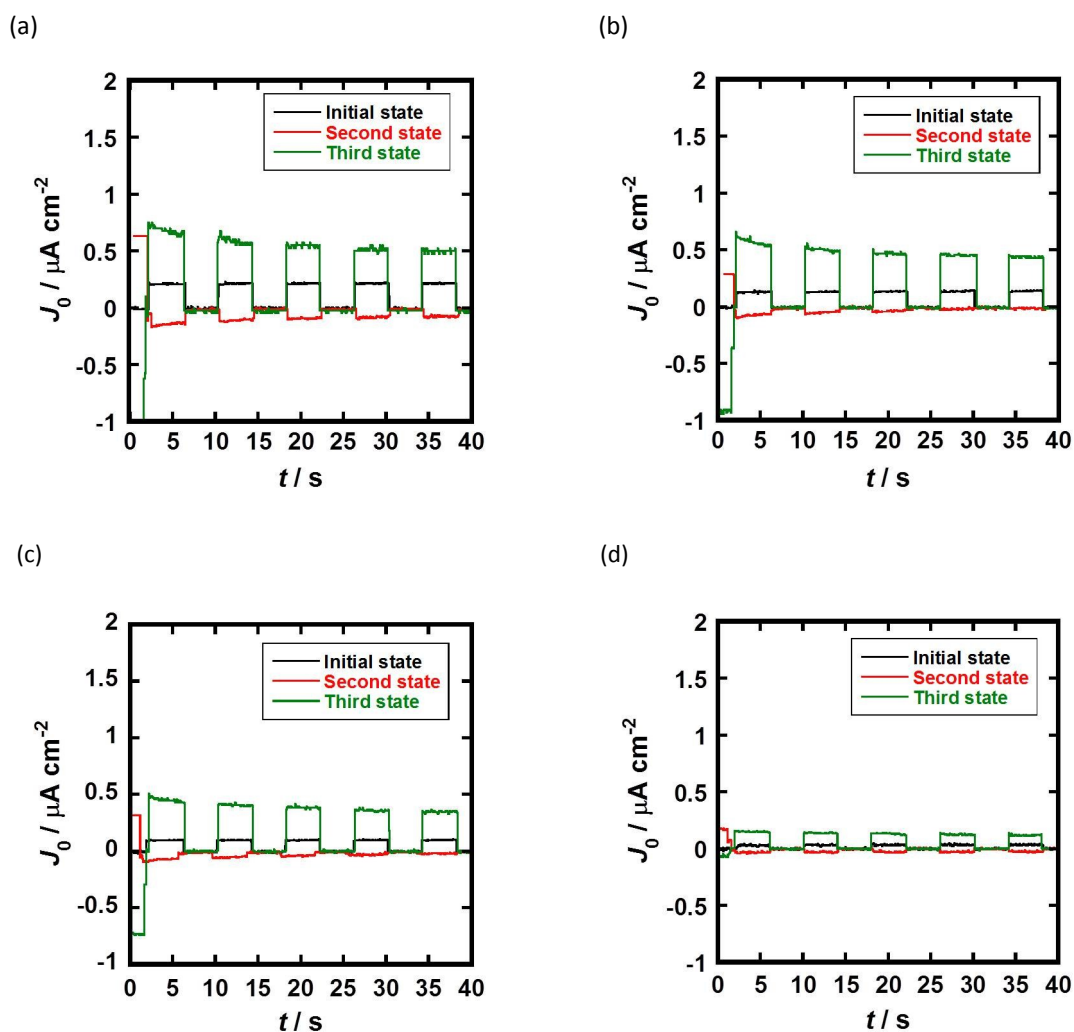 (a)
2
1.5
1
0.5
0
-0.5
-1
J₀ / μA cm⁻²
Initial state
Second state
Third state
0 5 10 15 20 25 30 35 40
t / s
(b)
2
1.5
1
0.5
0
-0.5
-1
J₀ / μA cm⁻²
Initial state
Second state
Third state
0 5 10 15 20 25 30 35 40
t / s
(c)
2
1.5
1
0.5
0
-0.5
-1
J₀ / μA cm⁻²
Initial state
Second state
Third state
0 5 10 15 20 25 30 35 40
t / s
(d)
2
1.5
1
0.5
0
-0.5
-1
J₀ / μA cm⁻²
Initial state
Second state
Third state
0 5 10 15 20 25 30 35 40
t / s